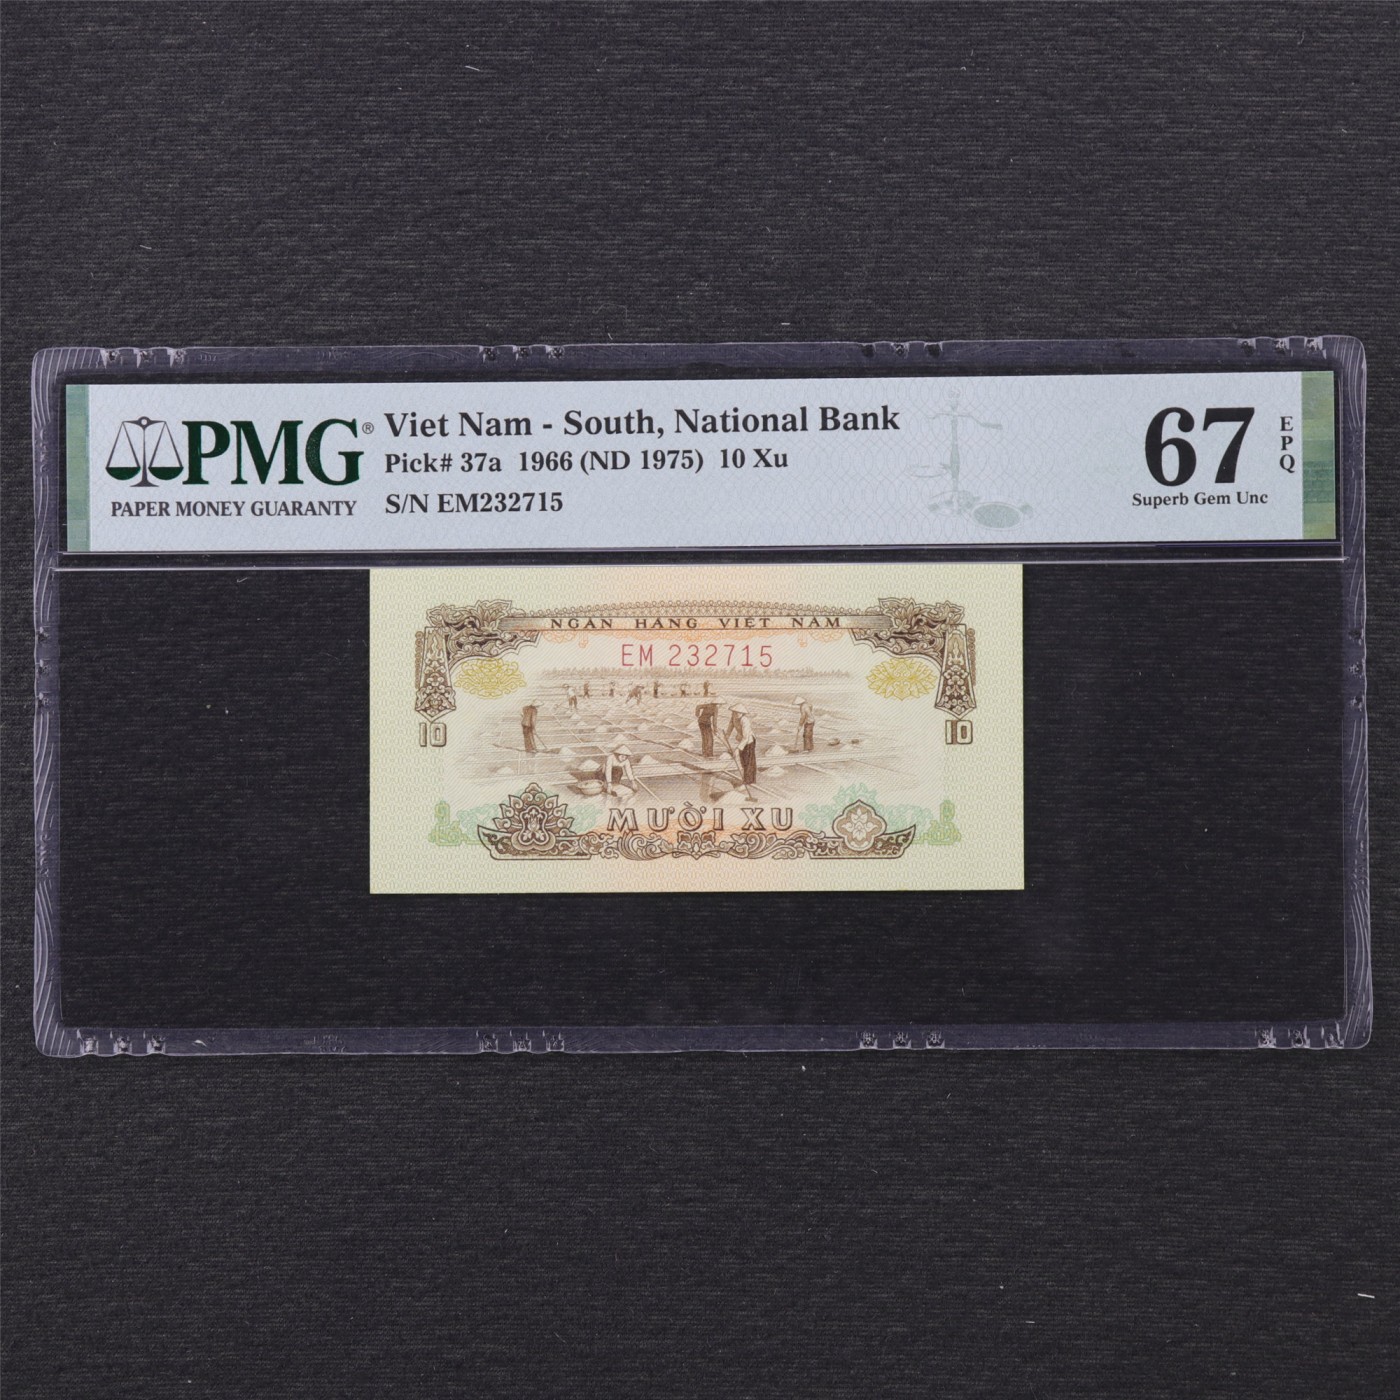 PMG®
PAPER MONEY GUARANTY
Viet Nam - South, National Bank
Pick# 37a 1966 (ND 1975) 10 Xu
S/N EM232715
67
EPQ
Superb Gem Unc
NGÂN HÀNG VIỆT NAM
EM 232715
10 10
MƯỜI XU